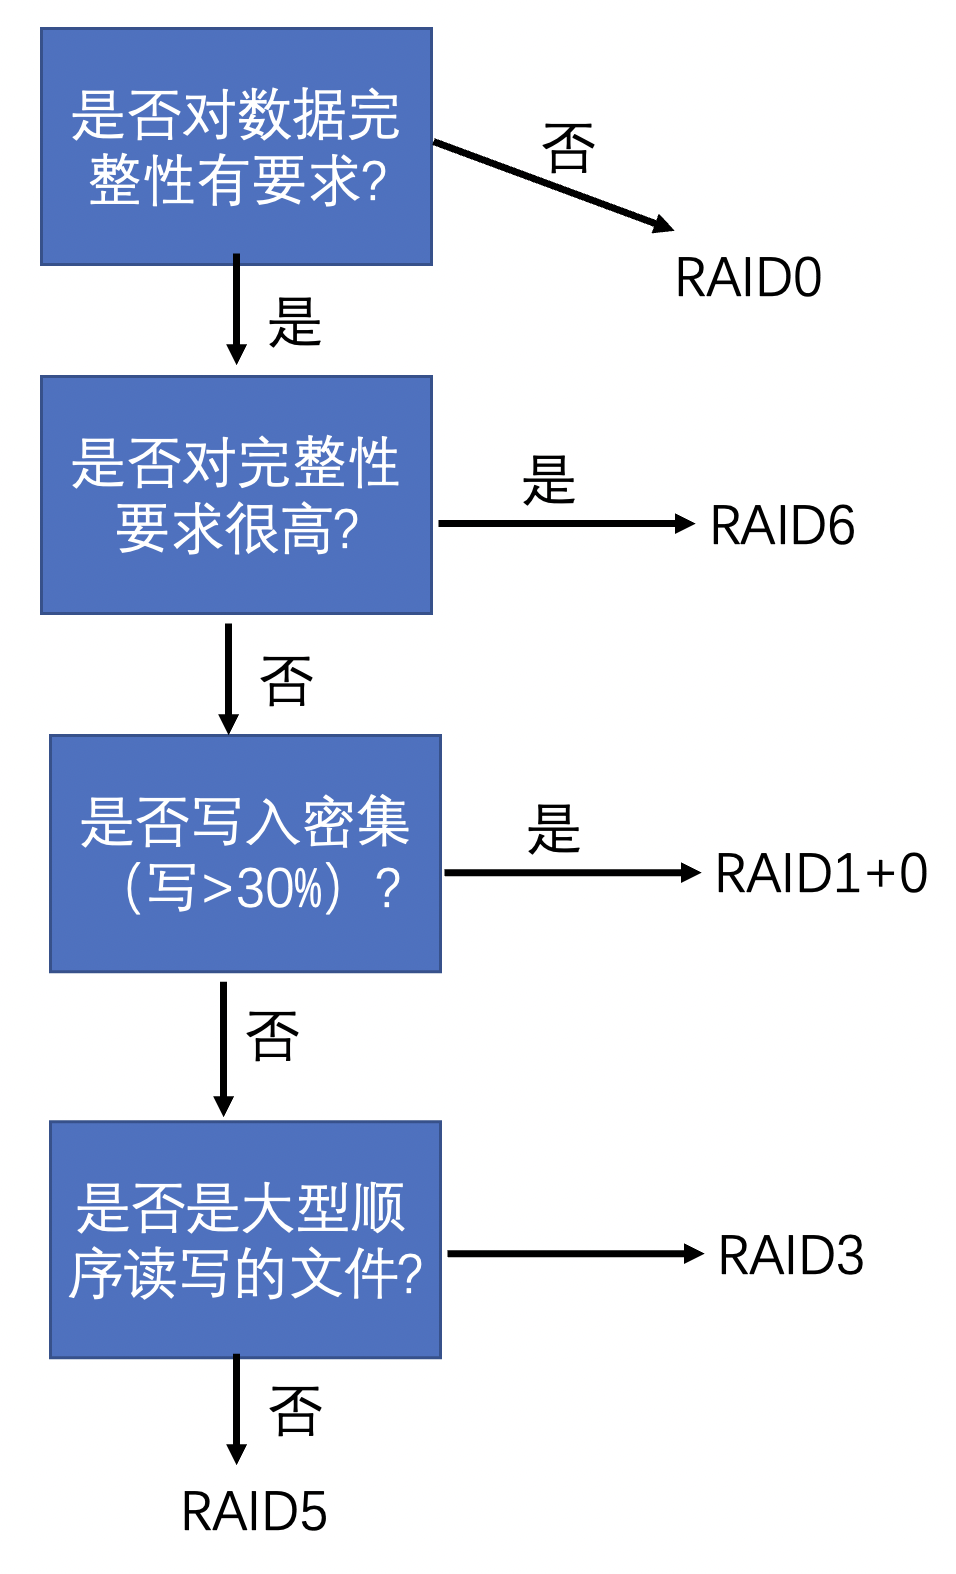 是否对数据完
整性有要求?
否
RAID0
是
是否对完整性
要求很高?
是
RAID6
否
是否写入密集
（写>30%）?
是
RAID1+0
否
是否是大型顺
序读写的文件?
RAID3
否
RAID5